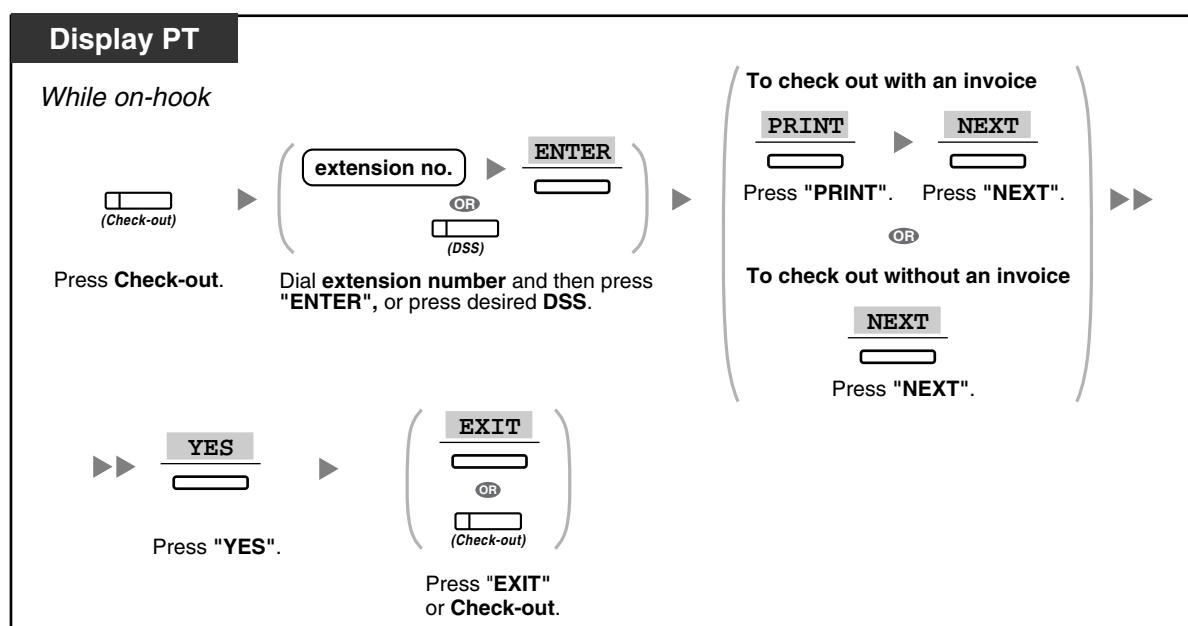 Display PT
While on-hook
(Check-out)
Press Check-out.
extension no.
ENTER
OR
(DSS)
Dial extension number and then press
"ENTER", or press desired DSS.
To check out with an invoice
PRINT
NEXT
Press "PRINT".
Press "NEXT".
OR
To check out without an invoice
NEXT
Press "NEXT".
YES
Press "YES".
EXIT
OR
(Check-out)
Press "EXIT"
or Check-out.